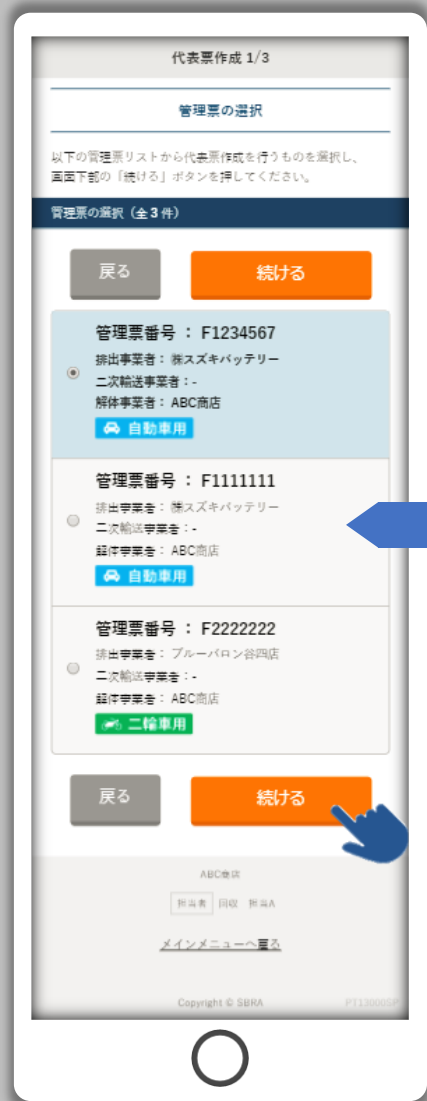 代表票作成 1/3
管理票の選択
以下の管理票リストから代表票作成を行うものを選択し、
画面下部の「続ける」ボタンを押してください。
管理票の選択（全3件）
戻る
続ける
管理票番号 ： F1234567
排出事業者： ㈱スズキバッテリー
二次輸送事業者：-
解体事業者： ABC商店
自動車用
管理票番号 ： F1111111
排出事業者： ㈱スズキバッテリー
二次輸送事業者：-
解体事業者： ABC商店
自動車用
管理票番号 ： F2222222
排出事業者： ブルーバロン谷四店
二次輸送事業者：-
解体事業者： ABC商店
二輪車用
戻る
続ける
ABC商店
担当者 回収 担当A
メインメニューへ戻る
Copyright © SBRA
PT13000SP